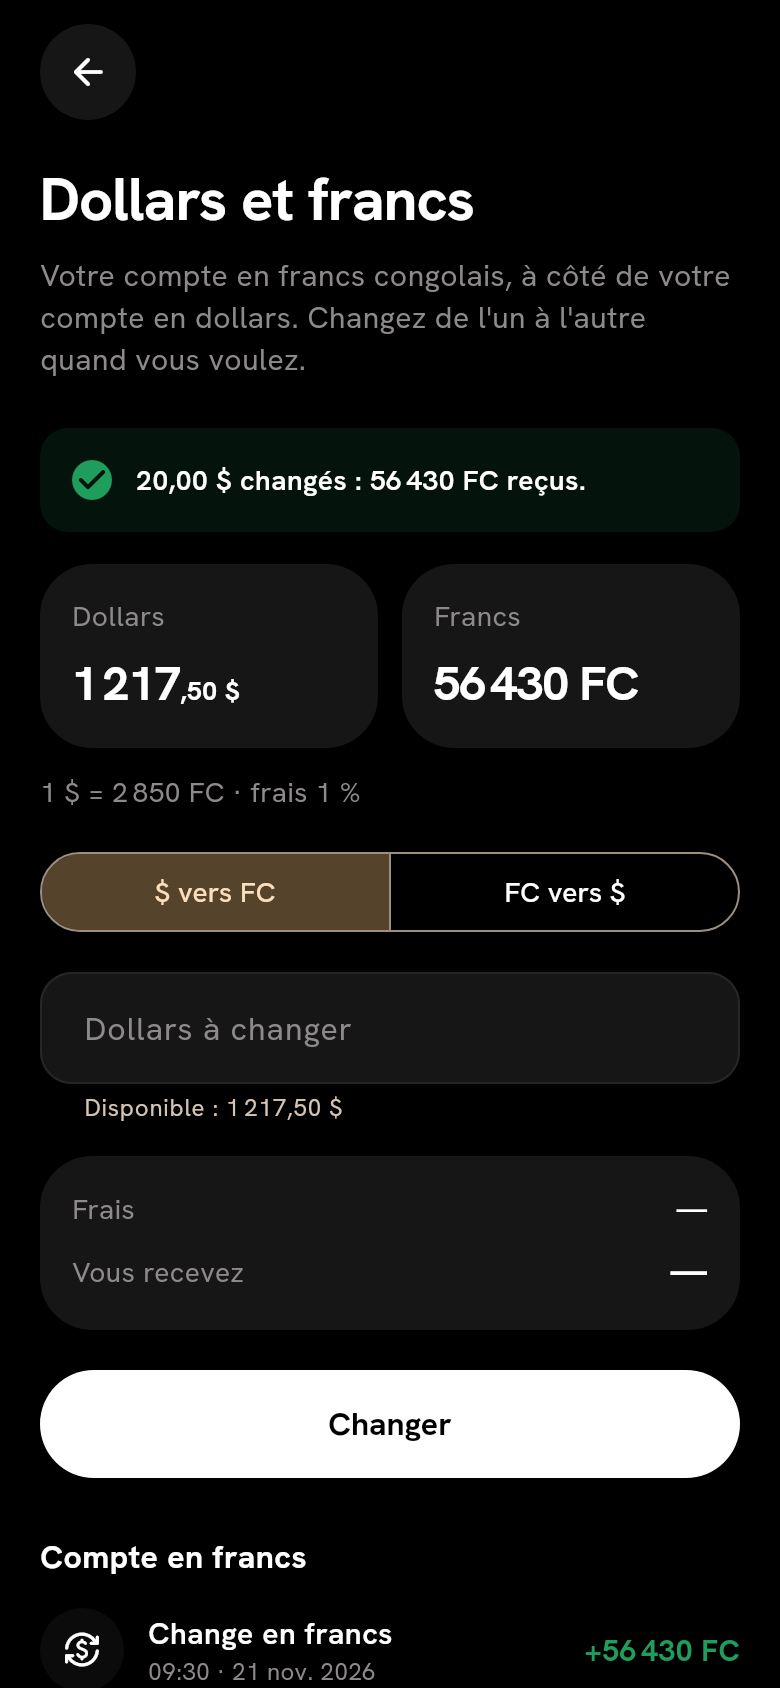 Dollars et francs
Votre compte en francs congolais, à côté de votre
compte en dollars. Changez de l'un à l'autre
quand vous voulez.
20,00 $ changés : 56 430 FC reçus.
Dollars
1 217,50 $
Francs
56 430 FC
1 $ = 2 850 FC · frais 1 %
$ vers FC
FC vers $
Dollars à changer
Disponible : 1 217,50 $
Frais —
Vous recevez —
Changer
Compte en francs
Change en francs
+56 430 FC
09:30 · 21 nov. 2026